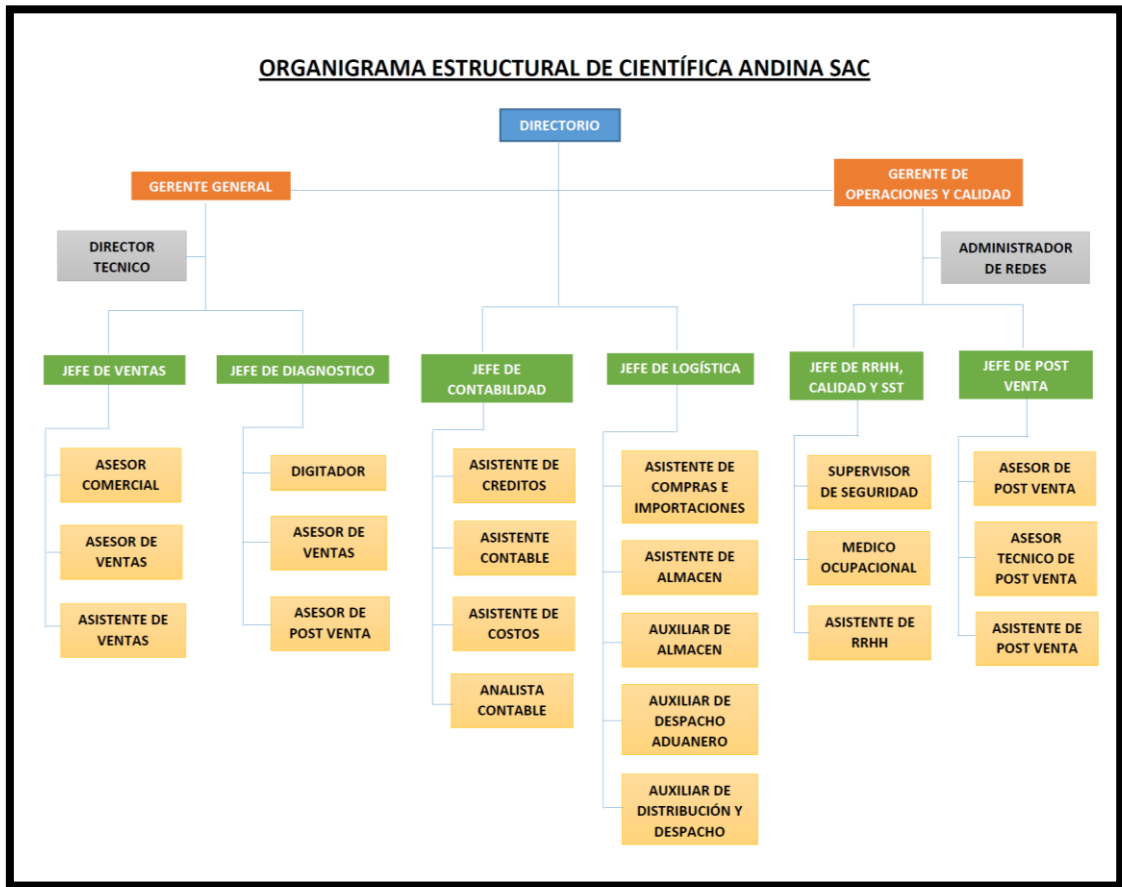 ORGANIGRAMA ESTRUCTURAL DE CIENTÍFICA ANDINA SAC
DIRECTORIO
GERENTE GENERAL
GERENTE DE
OPERACIONES Y CALIDAD
DIRECTOR
TECNICO
ADMINISTRADOR
DE REDES
JEFE DE VENTAS
JEFE DE DIAGNOSTICO
JEFE DE
CONTABILIDAD
JEFE DE LOGÍSTICA
JEFE DE RRHH,
CALIDAD Y SST
JEFE DE POST
VENTA
ASESOR
COMERCIAL
ASESOR DE
VENTAS
ASISTENTE DE
VENTAS
DIGITADOR
ASESOR DE
VENTAS
ASESOR DE
POST VENTA
ASISTENTE DE
CREDITOS
ASISTENTE
CONTABLE
ASISTENTE DE
COSTOS
ANALISTA
CONTABLE
ASISTENTE DE
COMPRAS E
IMPORTACIONES
ASISTENTE DE
ALMACEN
AUXILIAR DE
ALMACEN
AUXILIAR DE
DESPACHO
ADUANERO
AUXILIAR DE
DISTRIBUCIÓN Y
DESPACHO
SUPERVISOR
DE SEGURIDAD
MEDICO
OCUPACIONAL
ASISTENTE DE
RRHH
ASESOR DE
POST VENTA
ASESOR
TECNICO DE
POST VENTA
ASISTENTE DE
POST VENTA